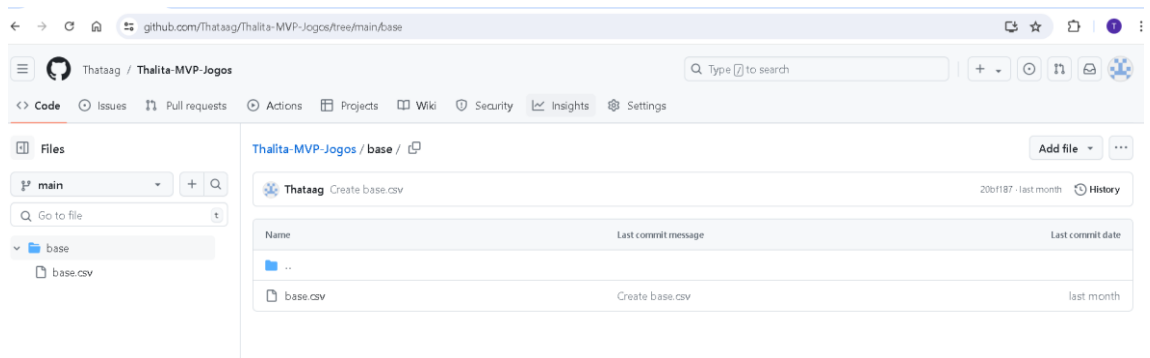 github.com/Thataag/Thalita-MVP-Jogos/tree/main/base
T
Thataag / Thalita-MVP-Jogos
Type / to search
Code Issues Pull requests Actions Projects Wiki Security Insights Settings
Files
Thalita-MVP-Jogos / base /
Add file
main
Thataag Create base.csv
20bf187 · last month History
Go to file t
Name Last commit message Last commit date
base
..
base.csv
base.csv Create base.csv last month